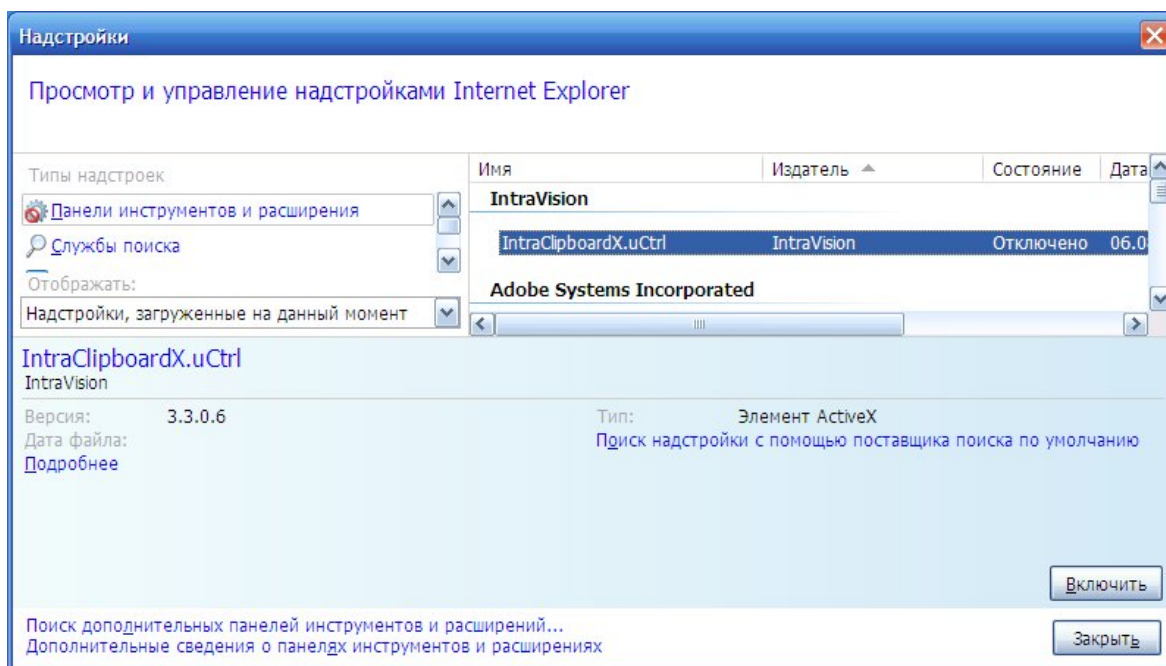 Надстройки
Просмотр и управление надстройками Internet Explorer
Типы надстроек
Панели инструментов и расширения
Службы поиска
Отображать:
Надстройки, загруженные на данный момент
Имя Издатель Состояние Дата
IntraVision
IntraClipboardX.uCtrl IntraVision Отключено 06.0
Adobe Systems Incorporated
IntraClipboardX.uCtrl
IntraVision
Версия: 3.3.0.6 Тип: Элемент ActiveX
Дата файла: Поиск надстройки с помощью поставщика поиска по умолчанию
Подробнее
Включить
Поиск дополнительных панелей инструментов и расширений...
Дополнительные сведения о панелях инструментов и расширениях
Закрыть